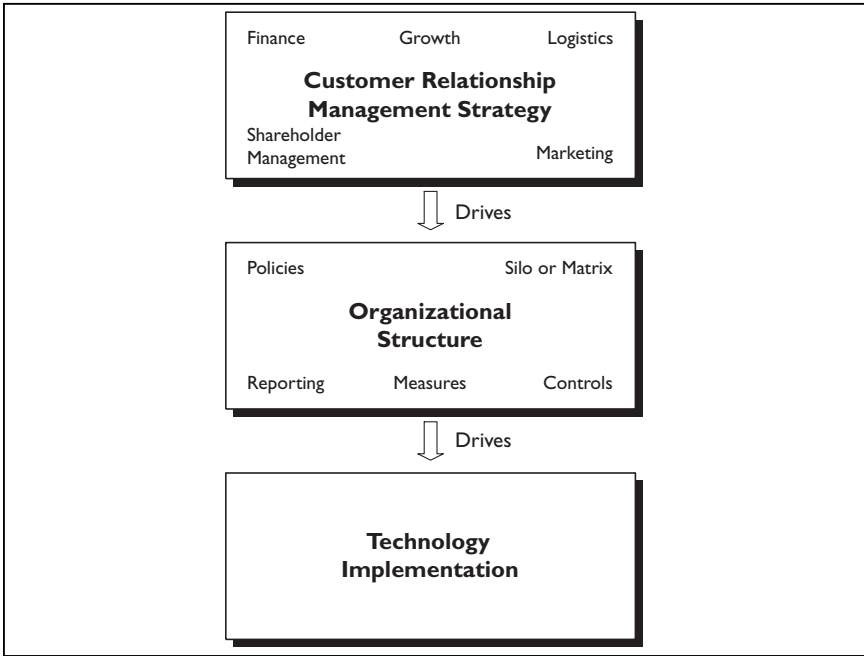 Finance Growth Logistics
Customer Relationship
Management Strategy
Shareholder
Management
Marketing
Drives
Policies Silo or Matrix
Organizational
Structure
Reporting Measures Controls
Drives
Technology
Implementation